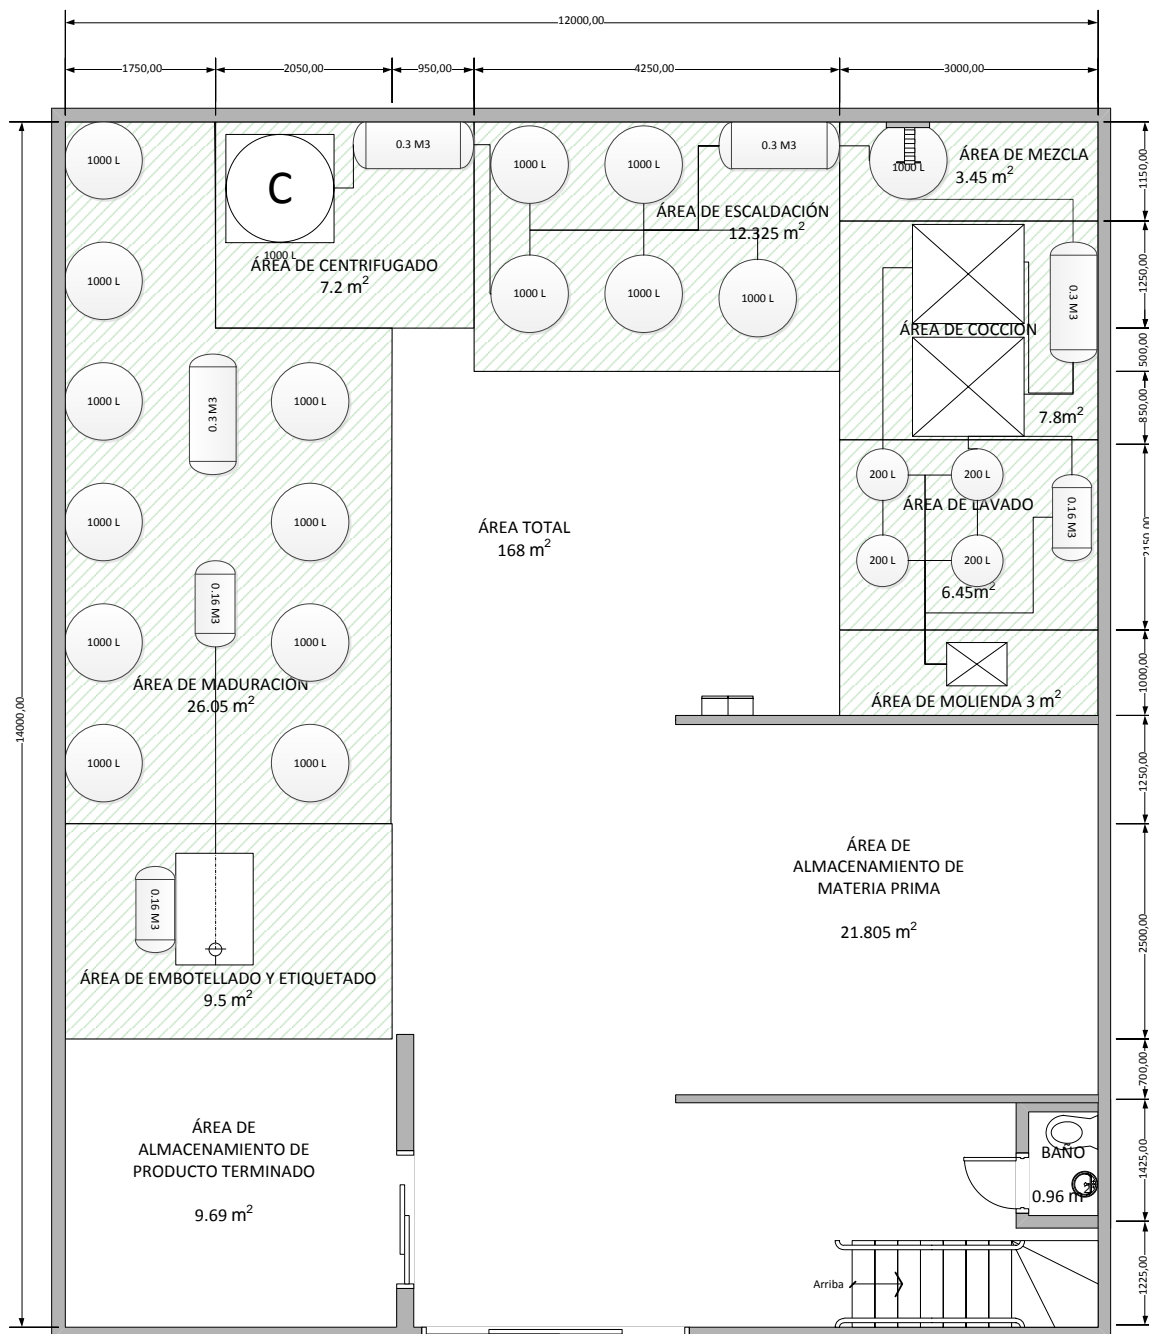 12000,00
1750,00
2050,00
950,00
4250,00
3000,00
1000 L
C
1000 L
ÁREA DE CENTRIFUGADO
7.2 m²
0.3 M3
1000 L
1000 L
ÁREA DE ESCALDACIÓN
12.325 m²
1000 L
1000 L
1000 L
0.3 M3
1000 L
ÁREA DE MEZCLA
3.45 m²
ÁREA DE COCCIÓN
7.8m²
0.3 M3
200 L
200 L
ÁREA DE LAVADO
200 L
200 L
6.45m²
0.16 M3
ÁREA DE MOLIENDA 3 m²
1000 L
1000 L
0.3 M3
1000 L
1000 L
1000 L
0.16 M3
1000 L
1000 L
ÁREA DE MADURACIÓN
26.05 m²
1000 L
1000 L
ÁREA TOTAL
168 m²
0.16 M3
ÁREA DE EMBOTELLADO Y ETIQUETADO
9.5 m²
ÁREA DE
ALMACENAMIENTO DE
MATERIA PRIMA
21.805 m²
ÁREA DE
ALMACENAMIENTO DE
PRODUCTO TERMINADO
9.69 m²
BAÑO
0.96 m²
Arriba
14000,00
1150,00
1250,00
500,00
850,00
2150,00
1000,00
1250,00
2500,00
700,00
1425,00
1225,00